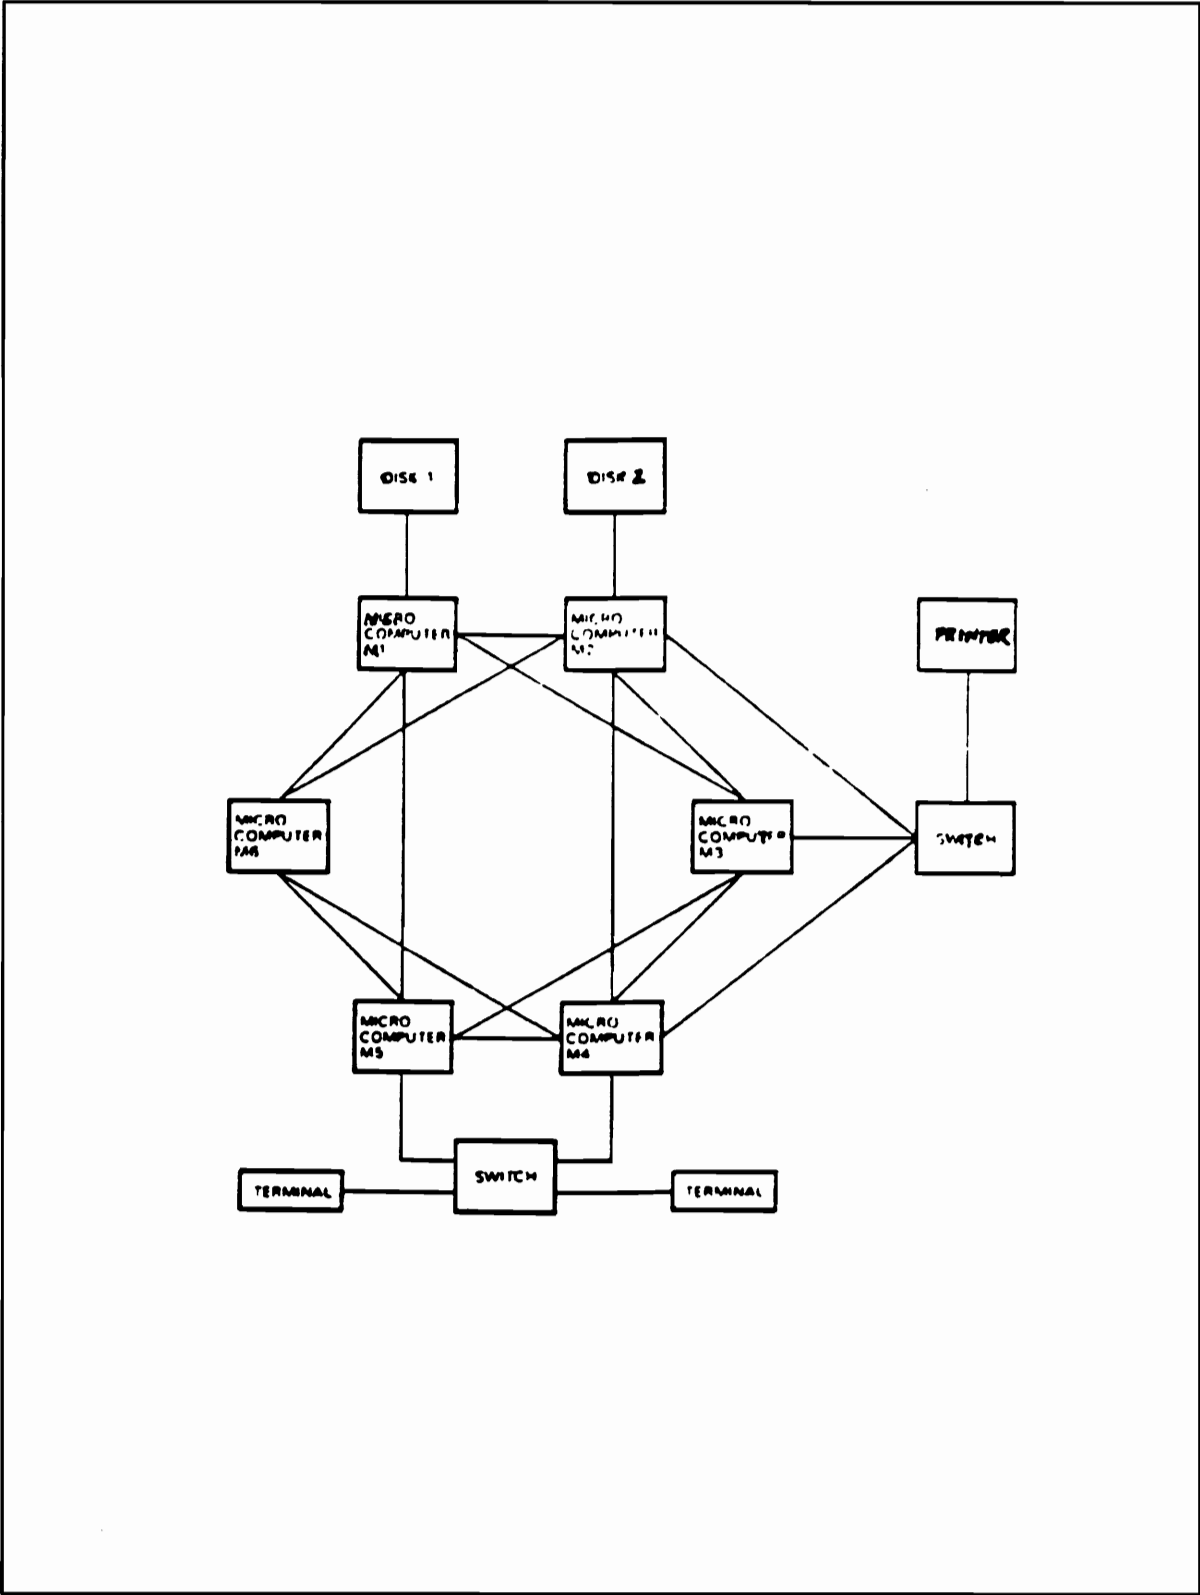 DISK 1
DISK 2
MICRO
COMPUTER
M1
MICRO
COMPUTER
M2
PRINTER
MICRO
COMPUTER
M6
MICRO
COMPUTER
M3
SWITCH
MICRO
COMPUTER
M5
MICRO
COMPUTER
M4
SWITCH
TERMINAL
TERMINAL